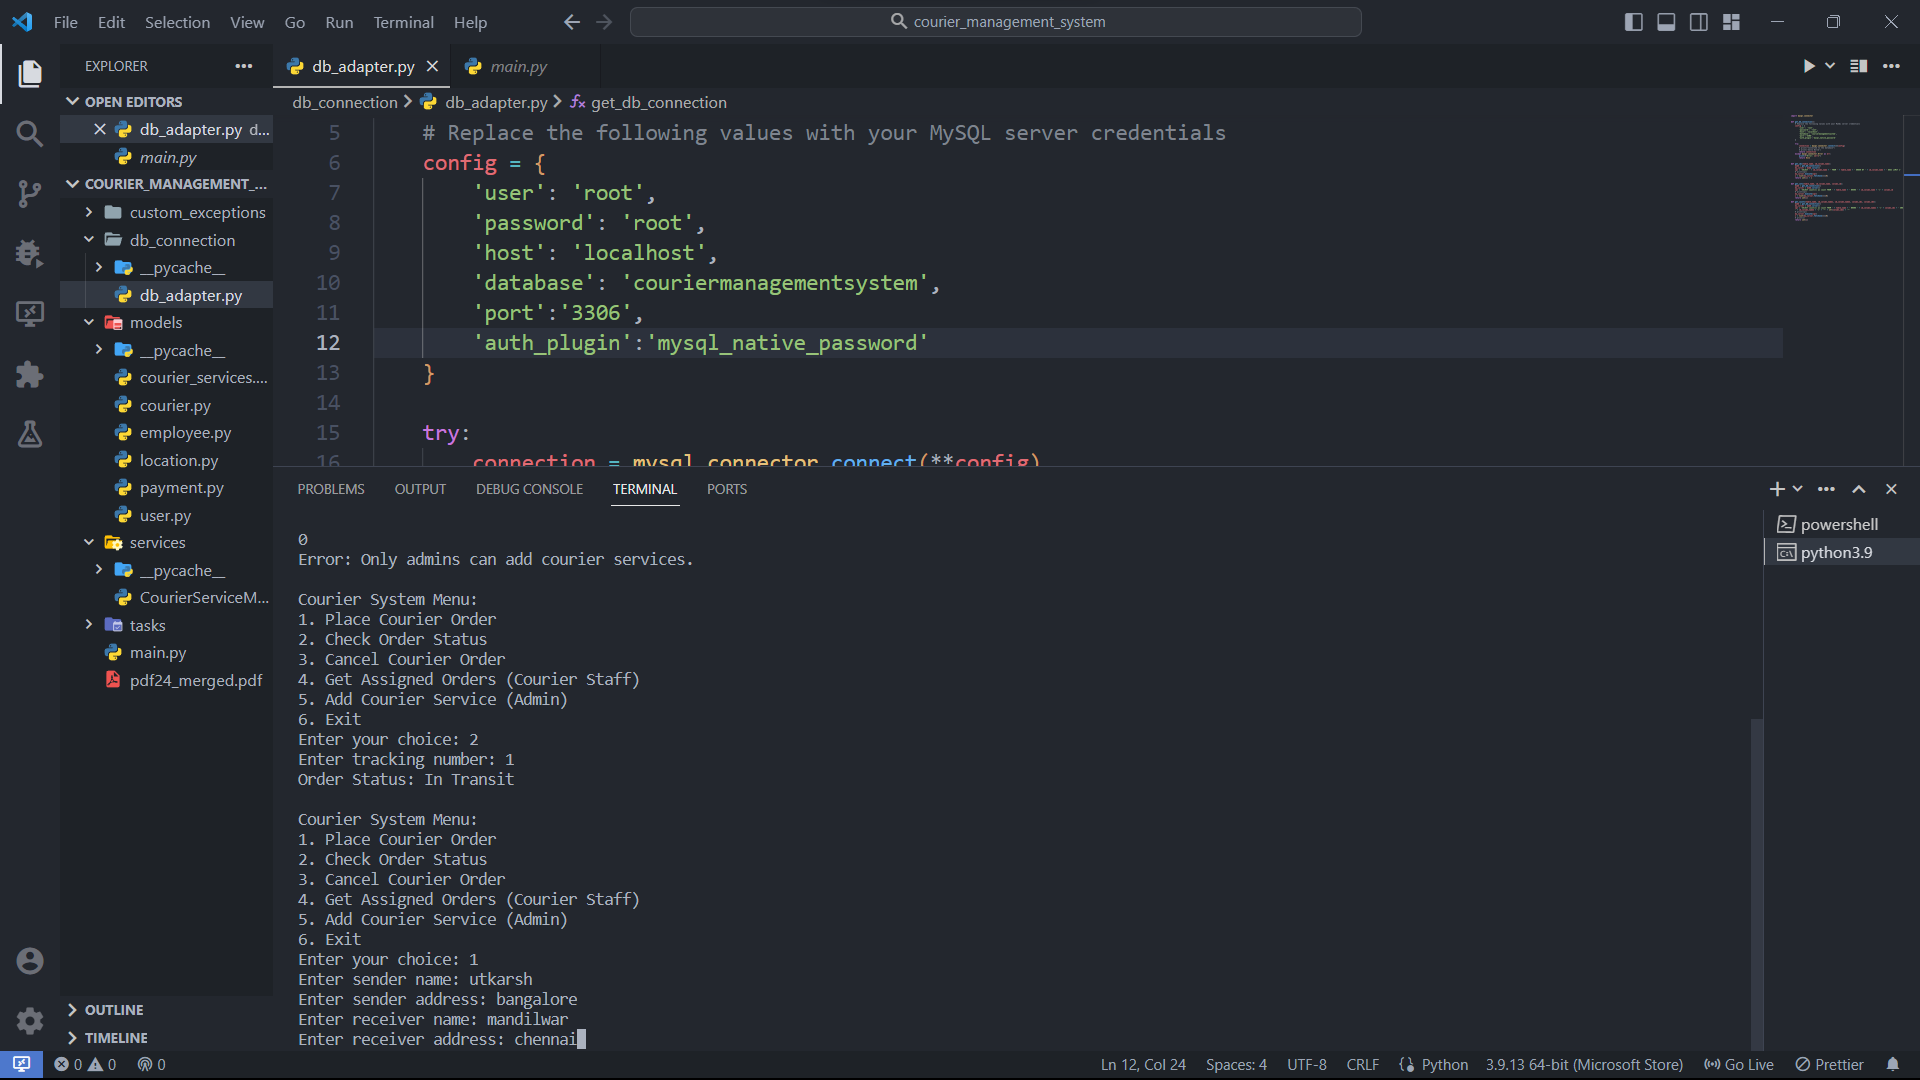 File Edit Selection View Go Run Terminal Help
courier_management_system
EXPLORER
OPEN EDITORS
db_adapter.py d...
main.py
COURIER_MANAGEMENT_...
custom_exceptions
db_connection
__pycache__
db_adapter.py
models
__pycache__
courier_services....
courier.py
employee.py
location.py
payment.py
user.py
services
__pycache__
CourierServiceM...
tasks
main.py
pdf24_merged.pdf
OUTLINE
TIMELINE
db_adapter.py
main.py
db_connection > db_adapter.py > get_db_connection
5 # Replace the following values with your MySQL server credentials
6 config = {
7 'user': 'root',
8 'password': 'root',
9 'host': 'localhost',
10 'database': 'couriermanagementsystem',
11 'port':'3306',
12 'auth_plugin':'mysql_native_password'
13 }
14
15 try:
16 connection = mysql.connector.connect(**config)
PROBLEMS OUTPUT DEBUG CONSOLE TERMINAL PORTS
powershell
python3.9
0
Error: Only admins can add courier services.
Courier System Menu:
1. Place Courier Order
2. Check Order Status
3. Cancel Courier Order
4. Get Assigned Orders (Courier Staff)
5. Add Courier Service (Admin)
6. Exit
Enter your choice: 2
Enter tracking number: 1
Order Status: In Transit
Courier System Menu:
1. Place Courier Order
2. Check Order Status
3. Cancel Courier Order
4. Get Assigned Orders (Courier Staff)
5. Add Courier Service (Admin)
6. Exit
Enter your choice: 1
Enter sender name: utkarsh
Enter sender address: bangalore
Enter receiver name: mandilwar
Enter receiver address: chennai
0 0 0 Ln 12, Col 24 Spaces: 4 UTF-8 CRLF Python 3.9.13 64-bit (Microsoft Store) Go Live Prettier